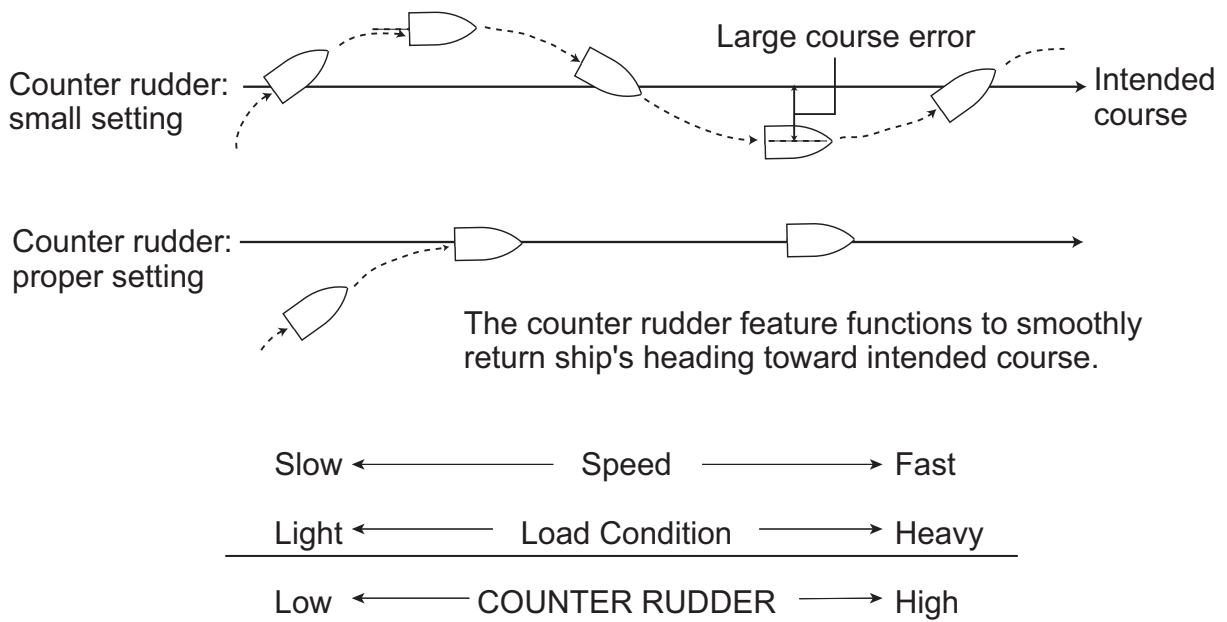 Large course error
Counter rudder:
small setting
Intended
course
Counter rudder:
proper setting
The counter rudder feature functions to smoothly
return ship's heading toward intended course.
Slow Speed Fast
Light Load Condition Heavy
Low COUNTER RUDDER High